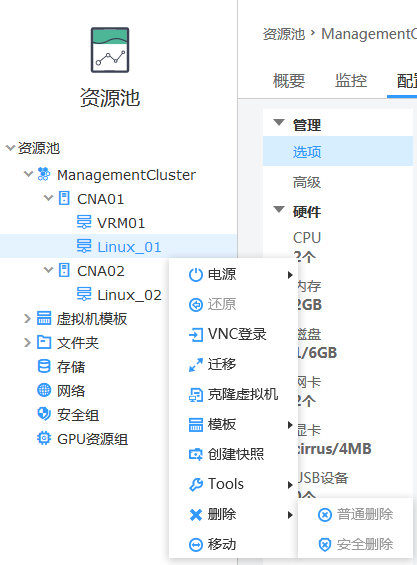 资源池
资源池
ManagementCluster
CNA01
VRM01
Linux_01
CNA02
Linux_02
虚拟机模板
文件夹
存储
网络
安全组
GPU资源组
资源池 › ManagementC
概要 监控 配
管理
选项
高级
硬件
CPU
2个
内存
2GB
磁盘
1/6GB
网卡
2个
显卡
cirrus/4MB
USB设备
电源
还原
VNC登录
迁移
克隆虚拟机
模板
创建快照
Tools
删除
移动
普通删除
安全删除